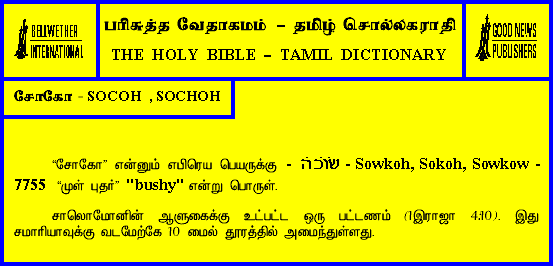 BELLWETHER
INTERNATIONAL
பரிசுத்த வேதாகமம் – தமிழ் சொல்லகராதி
THE HOLY BIBLE – TAMIL DICTIONARY
GOOD NEWS
PUBLISHERS
சோகோ - SOCOH , SOCHOH
“சோகோ” என்னும் எபிரெய பெயருக்கு - שׂוֹכֹה - Sowkoh, Sokoh, Sowkow -
7755 “முள் புதர்” "bushy" என்று பொருள்.
சாலொமோனின் ஆளுகைக்கு உட்பட்ட ஒரு பட்டணம் (1இராஜா 4:10). இது
சமாரியாவுக்கு வடமேற்கே 10 மைல் தூரத்தில் அமைந்துள்ளது.